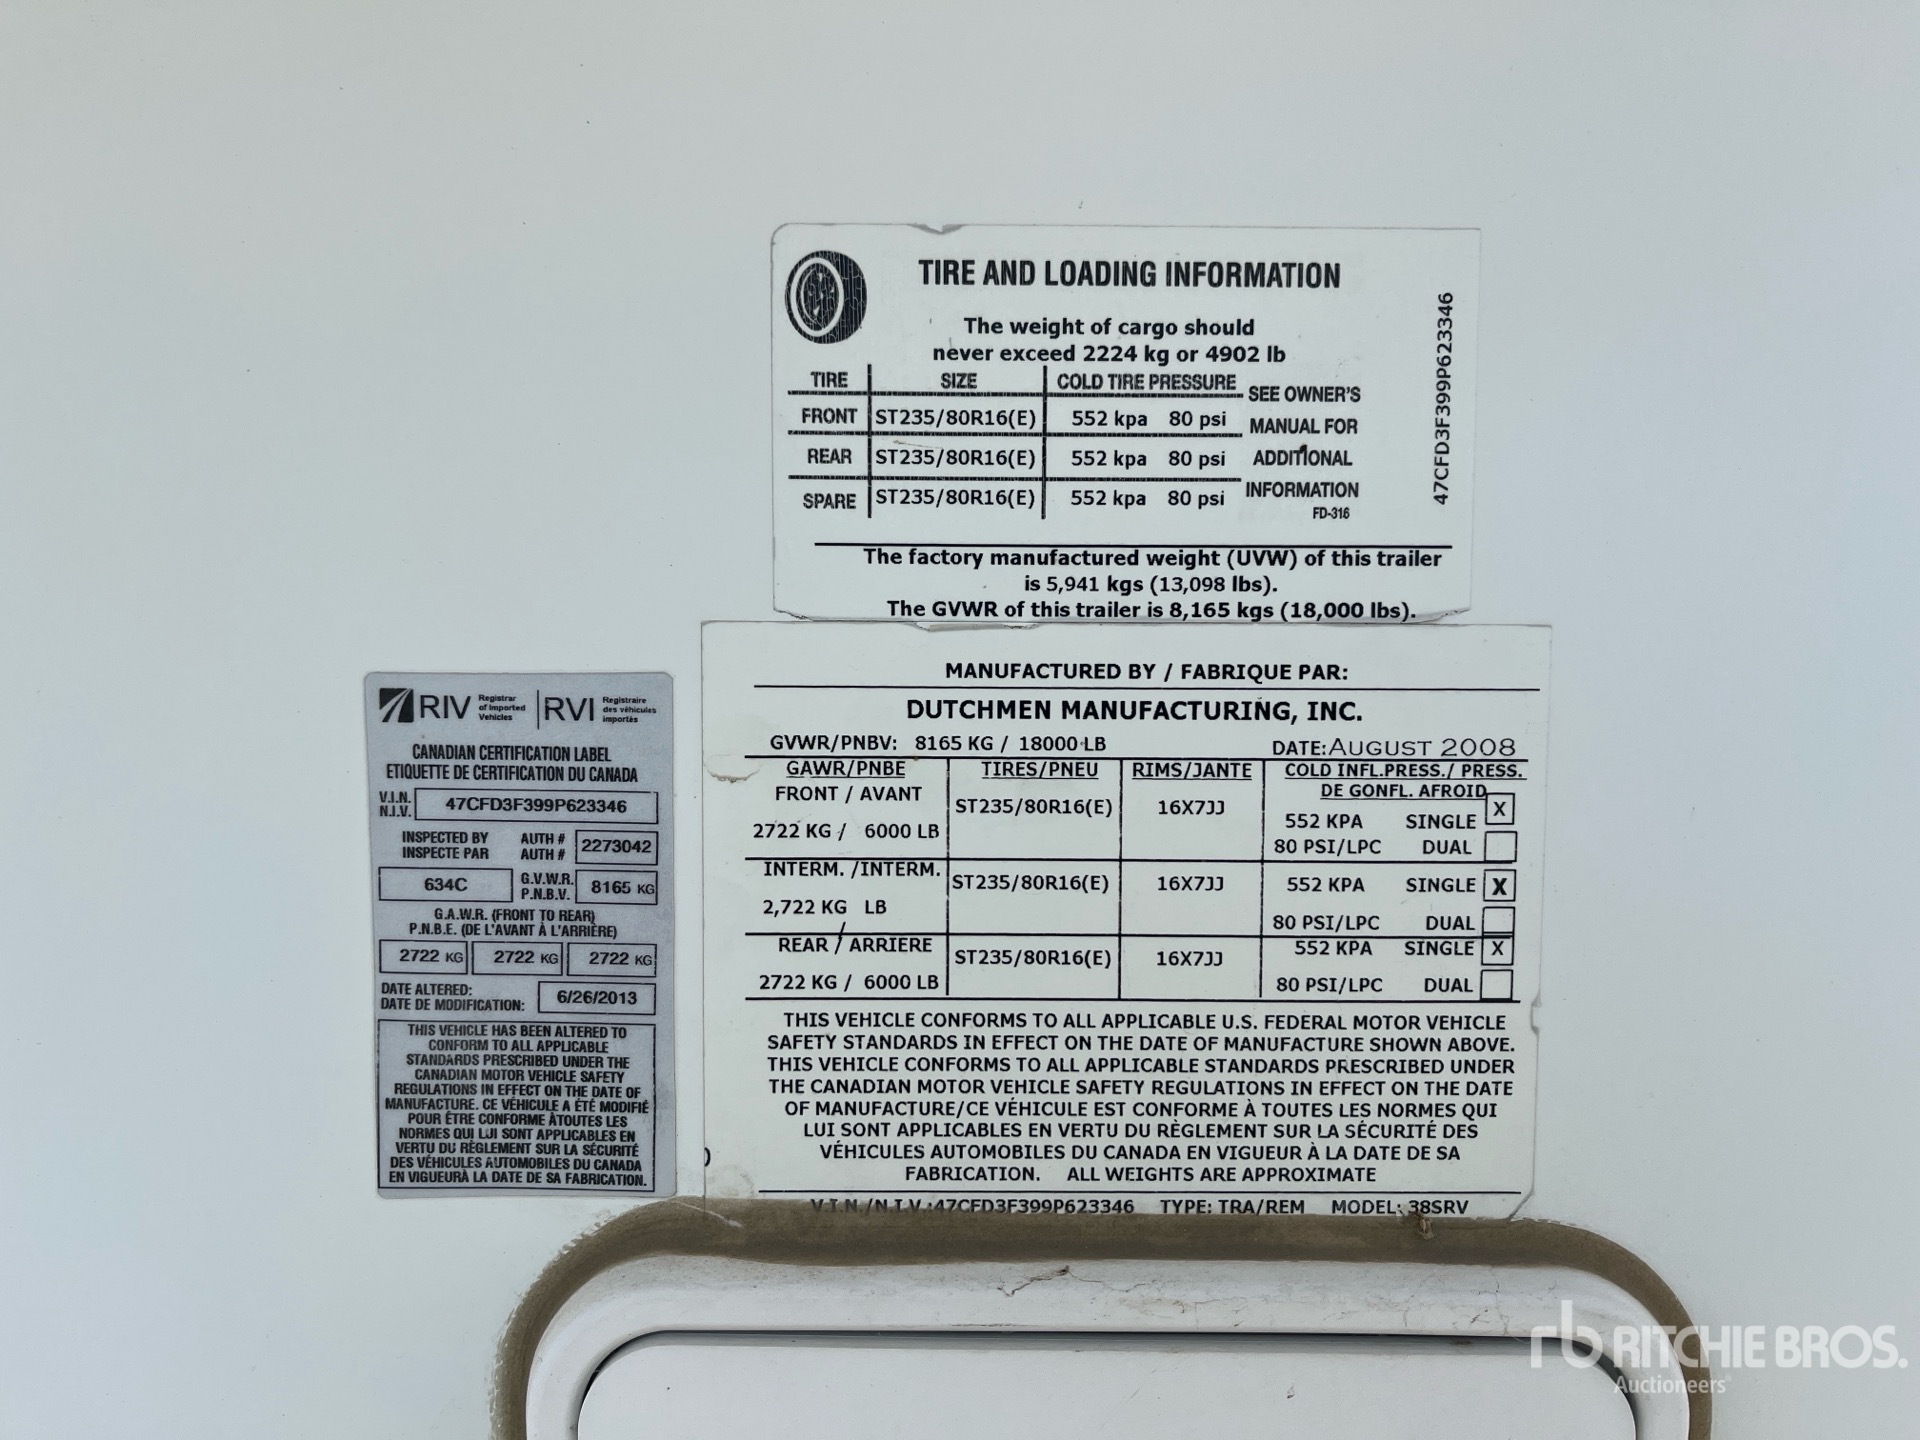 TIRE AND LOADING INFORMATION
The weight of cargo should
never exceed 2224 kg or 4902 lb
TIRE SIZE COLD TIRE PRESSURE
FRONT ST235/80R16(E) 552 kpa 80 psi
REAR ST235/80R16(E) 552 kpa 80 psi
SPARE ST235/80R16(E) 552 kpa 80 psi
SEE OWNER'S
MANUAL FOR
ADDITIONAL
INFORMATION
FD-316
47CFD3F399P623346
The factory manufactured weight (UVW) of this trailer
is 5,941 kgs (13,098 lbs).
The GVWR of this trailer is 8,165 kgs (18,000 lbs).
RIV Registrar
of Imported
Vehicles
RVI Registraire
des véhicules
importés
CANADIAN CERTIFICATION LABEL
ETIQUETTE DE CERTIFICATION DU CANADA
V.I.N.
N.I.V.
47CFD3F399P623346
INSPECTED BY
INSPECTE PAR
AUTH #
AUTH #
2273042
634C
G.V.W.R.
P.N.B.V.
8165 KG
G.A.W.R. (FRONT TO REAR)
P.N.B.E. (DE L'AVANT À L'ARRIÈRE)
2722 KG 2722 KG 2722 KG
DATE ALTERED:
DATE DE MODIFICATION:
6/26/2013
THIS VEHICLE HAS BEEN ALTERED TO
CONFORM TO ALL APPLICABLE
STANDARDS PRESCRIBED UNDER THE
CANADIAN MOTOR VEHICLE SAFETY
REGULATIONS IN EFFECT ON THE DATE OF
MANUFACTURE. CE VÉHICULE A ÉTÉ MODIFIÉ
POUR ÊTRE CONFORME ÀTOUTES LES
NORMES QUI LUI SONT APPLICABLES EN
VERTU DU RÈGLEMENT SUR LA SÉCURITÉ
DES VÉHICULES AUTOMOBILES DU CANADA
EN VIGUEURÀ LA DATE DE SA FABRICATION.
MANUFACTURED BY / FABRIQUE PAR:
DUTCHMEN MANUFACTURING, INC.
GVWR/PNBV: 8165 KG / 18000 LB DATE: AUGUST 2008
GAWR/PNBE TIRES/PNEU RIMS/JANTE COLD INFL.PRESS./ PRESS.
DE GONFL. AFROID
FRONT / AVANT
2722 KG / 6000 LB
ST235/80R16(E) 16X7JJ
552 KPA SINGLE X
80 PSI/LPC DUAL
INTERM. /INTERM.
2,722 KG / LB
ST235/80R16(E) 16X7JJ
552 KPA SINGLE X
80 PSI/LPC DUAL
REAR / ARRIERE
2722 KG / 6000 LB
ST235/80R16(E) 16X7JJ
552 KPA SINGLE X
80 PSI/LPC DUAL
THIS VEHICLE CONFORMS TO ALL APPLICABLE U.S. FEDERAL MOTOR VEHICLE
SAFETY STANDARDS IN EFFECT ON THE DATE OF MANUFACTURE SHOWN ABOVE.
THIS VEHICLE CONFORMS TO ALL APPLICABLE STANDARDS PRESCRIBED UNDER
THE CANADIAN MOTOR VEHICLE SAFETY REGULATIONS IN EFFECT ON THE DATE
OF MANUFACTURE/CE VÉHICULE EST CONFORME À TOUTES LES NORMES QUI
LUI SONT APPLICABLES EN VERTU DU RÈGLEMENT SUR LA SÉCURITÉ DES
VÉHICULES AUTOMOBILES DU CANADA EN VIGUEUR À LA DATE DE SA
FABRICATION. ALL WEIGHTS ARE APPROXIMATE
V.I.N./N.I.V.:47CFD3F399P623346 TYPE: TRA/REM MODEL: 38SRV
rb RITCHIE BROS.
Auctioneers